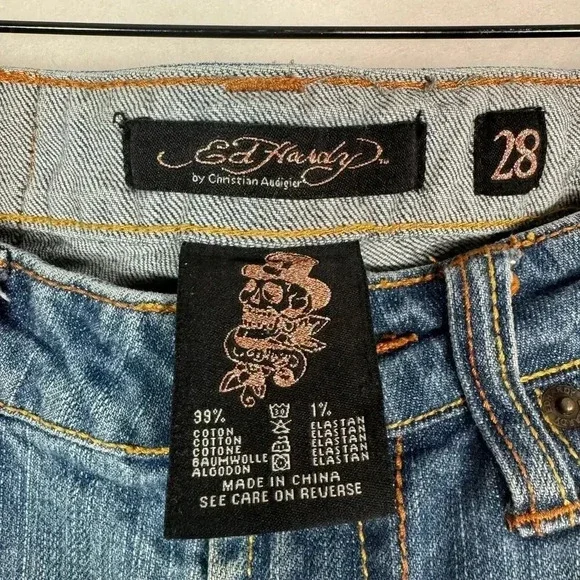 Ed Hardy™
by Christian Audigier
28
99% 1%
COTON ELASTAN
COTTON ELASTAN
COTONE ELASTAN
BAUMWOLLE ELASTAN
ALGODON ELASTAN
MADE IN CHINA
SEE CARE ON REVERSE